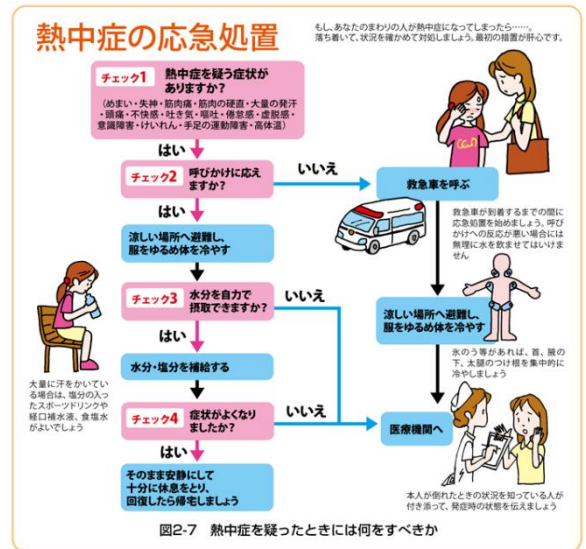 熱中症の応急処置
もし、あなたのまわりの人が熱中症になってしまったら……。
落ち着いて、状況を確かめて対処しましょう。最初の措置が肝心です。
チェック1 熱中症を疑う症状が
ありますか？
（めまい・失神・筋肉痛・筋肉の硬直・大量の発汗
・頭痛・不快感・吐き気・嘔吐・倦怠感・虚脱感・
意識障害・けいれん・手足の運動障害・高体温）
はい
チェック2 呼びかけに応え
ますか？
いいえ
救急車を呼ぶ
はい
救急車が到着するまでの間に
応急処置を始めましょう。呼び
かけへの反応が悪い場合には
無理に水を飲ませてはいけま
せん
涼しい場所へ避難し、
服をゆるめ体を冷やす
チェック3 水分を自力で
摂取できますか？
いいえ
涼しい場所へ避難し、
服をゆるめ体を冷やす
はい
氷のう等があれば、首、腋の
下、太腿のつけ根を集中的に
冷やしましょう
水分・塩分を補給する
大量に汗をかいてい
る場合は、塩分の入っ
たスポーツドリンクや
経口補水液、食塩水
がよいでしょう
チェック4 症状がよくなり
ましたか？
いいえ
医療機関へ
はい
そのまま安静にして
十分に休息をとり、
回復したら帰宅しましょう
本人が倒れたときの状況を知っている人が
付き添って、発症時の状態を伝えましょう
図2-7 熱中症を疑ったときには何をすべきか